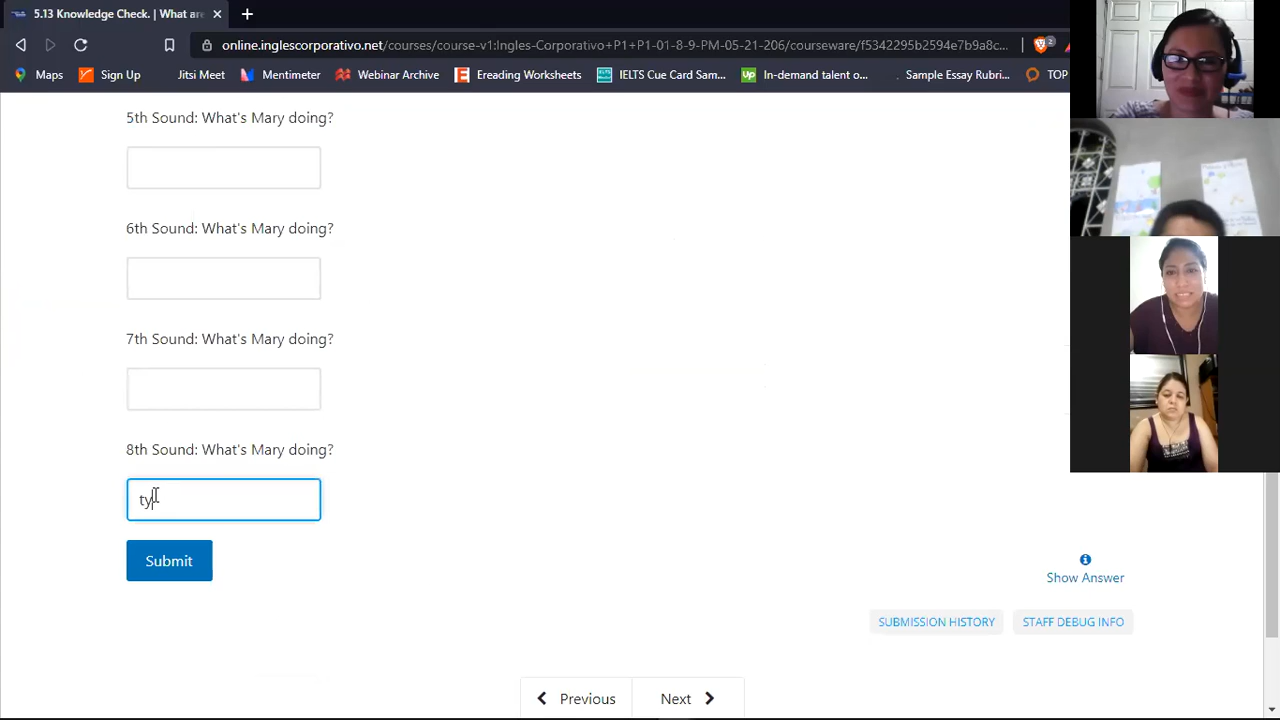 5.13 Knowledge Check. | What are
online.inglescorporativo.net/courses/course-v1:Ingles-Corporativo+P1+P1-01-8-9-PM-05-21-206/courseware/f5342295b2594e7b9a8c...
2
Maps Sign Up Jitsi Meet Mentimeter Webinar Archive Ending Worksheets IELTS Cue Card Sam... In-demand talent o... SimplEssay Rubri... TOP
5th Sound: What's Mary doing?
6th Sound: What's Mary doing?
7th Sound: What's Mary doing?
8th Sound: What's Mary doing?
ty
Submit
Show Answer
SUBMISSION HISTORY STAFF DEBUG INFO
Previous Next